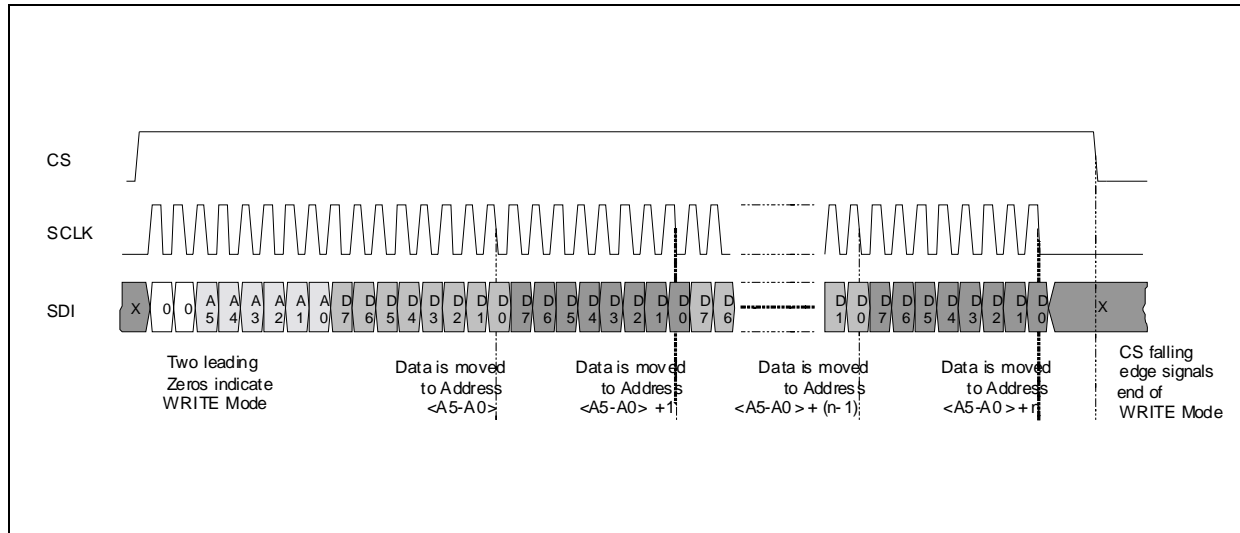 CS
SCLK
SDI
X 0 0 A5 A4 A3 A2 A1 A0 D7 D6 D5 D4 D3 D2 D1 D0 D7 D6 D5 D4 D3 D2 D1 D0 D7 D6 D1 D0 D7 D6 D5 D4 D3 D2 D1 D0 X
Two leading
Zeros indicate
WRITE Mode
Data is moved
to Address
<A5-A0>
Data is moved
to Address
<A5-A0> +1
Data is moved
to Address
<A5-A0> + (n-1)
Data is moved
to Address
<A5-A0> + n
CS falling
edge signals
end of
WRITE Mode